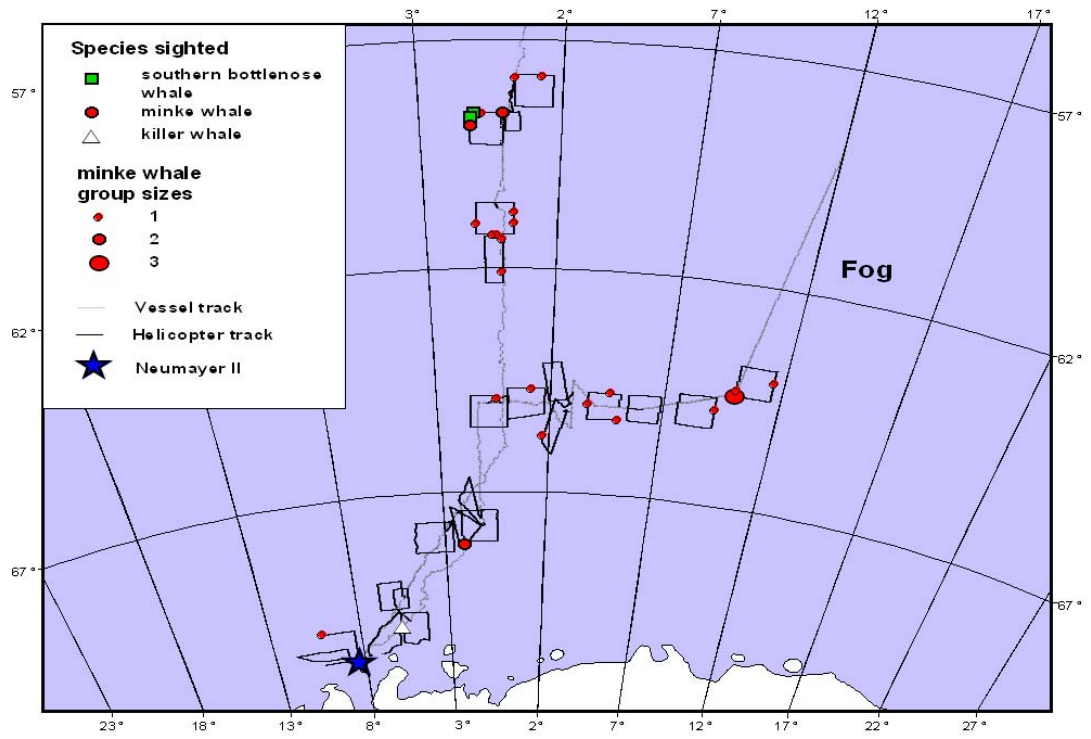 3°
2°
7°
12°
17°
Species sighted
southern bottlenose
whale
minke whale
killer whale
minke whale
group sizes
1
2
3
Vessel track
Helicopter track
Neumayer II
Fog
57°
57°
62°
62°
67°
67°
23°
18°
13°
8°
3°
2°
7°
12°
17°
22°
27°